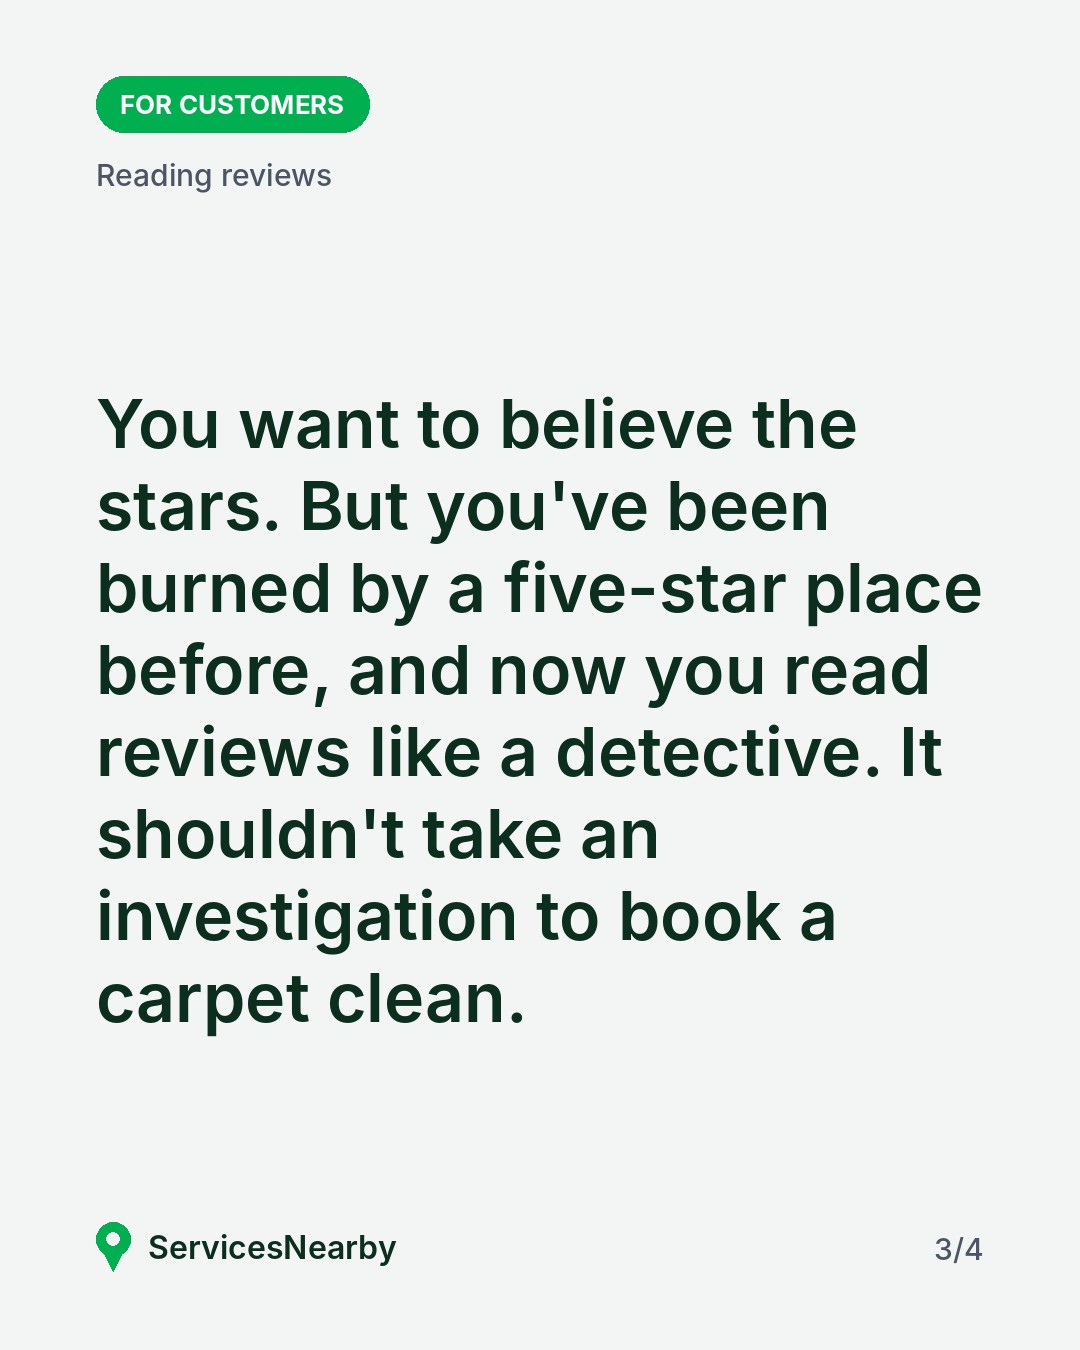 FOR CUSTOMERS
Reading reviews
You want to believe the
stars. But you've been
burned by a five-star place
before, and now you read
reviews like a detective. It
shouldn't take an
investigation to book a
carpet clean.
ServicesNearby
3/4